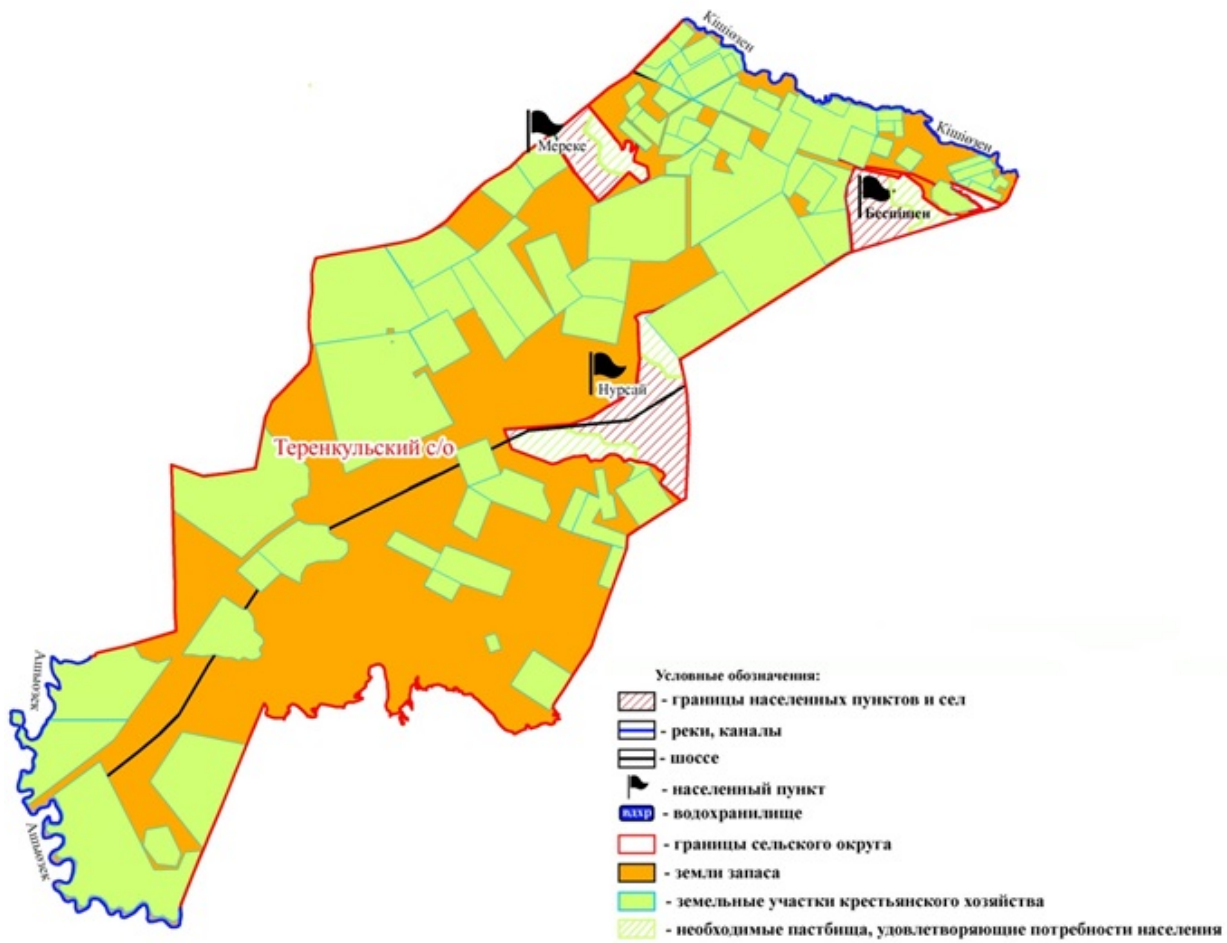 Кішіөзен
Кішіөзен
Мереке
Беспішен
Нурсай
Теренкульский с/о
Ащыөзек
Ащыөзек
Условные обозначения:
- границы населенных пунктов и сел
- реки, каналы
- шоссе
- населенный пункт
вдхр - водохранилище
- границы сельского округа
- земли запаса
- земельные участки крестьянского хозяйства
- необходимые пастбища, удовлетворяющие потребности населения